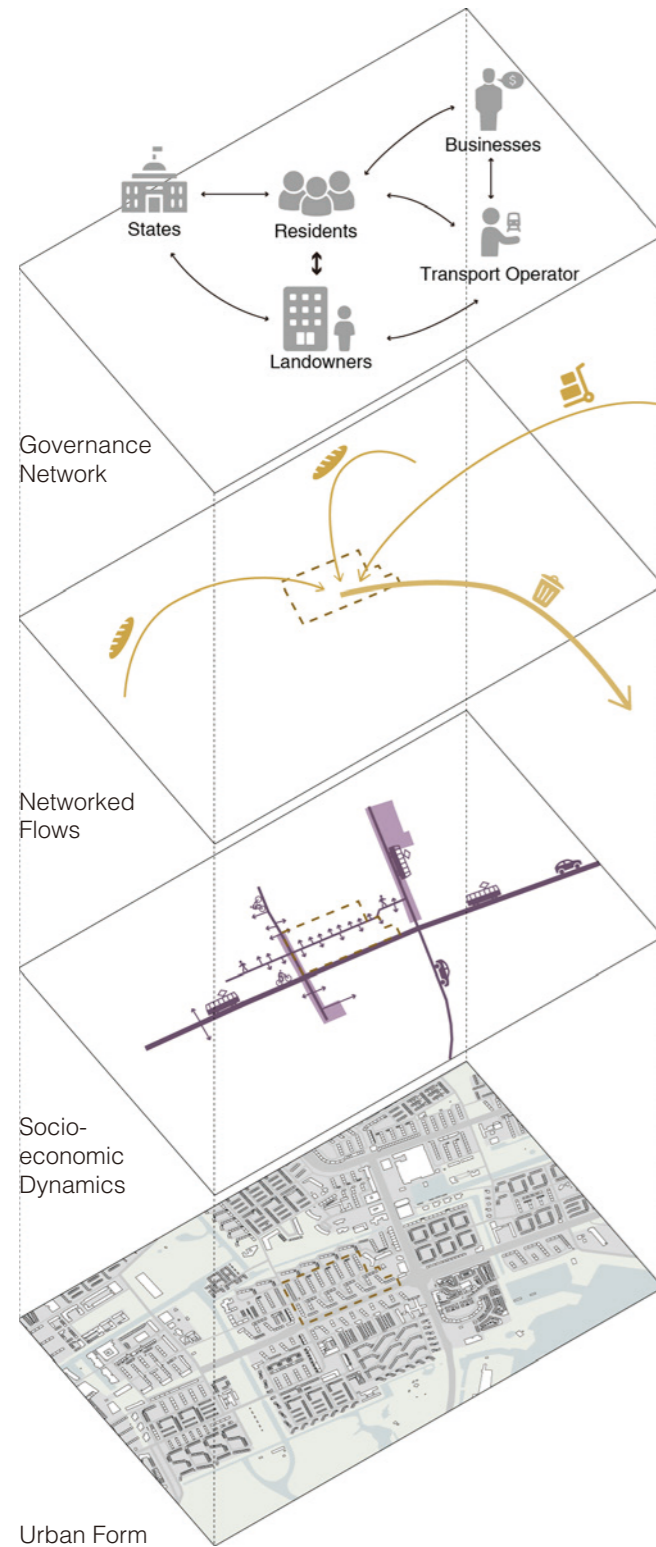 $
Businesses
States
Residents
Transport Operator
Landowners
Governance
Network
Networked
Flows
Socio-
economic
Dynamics
Urban Form